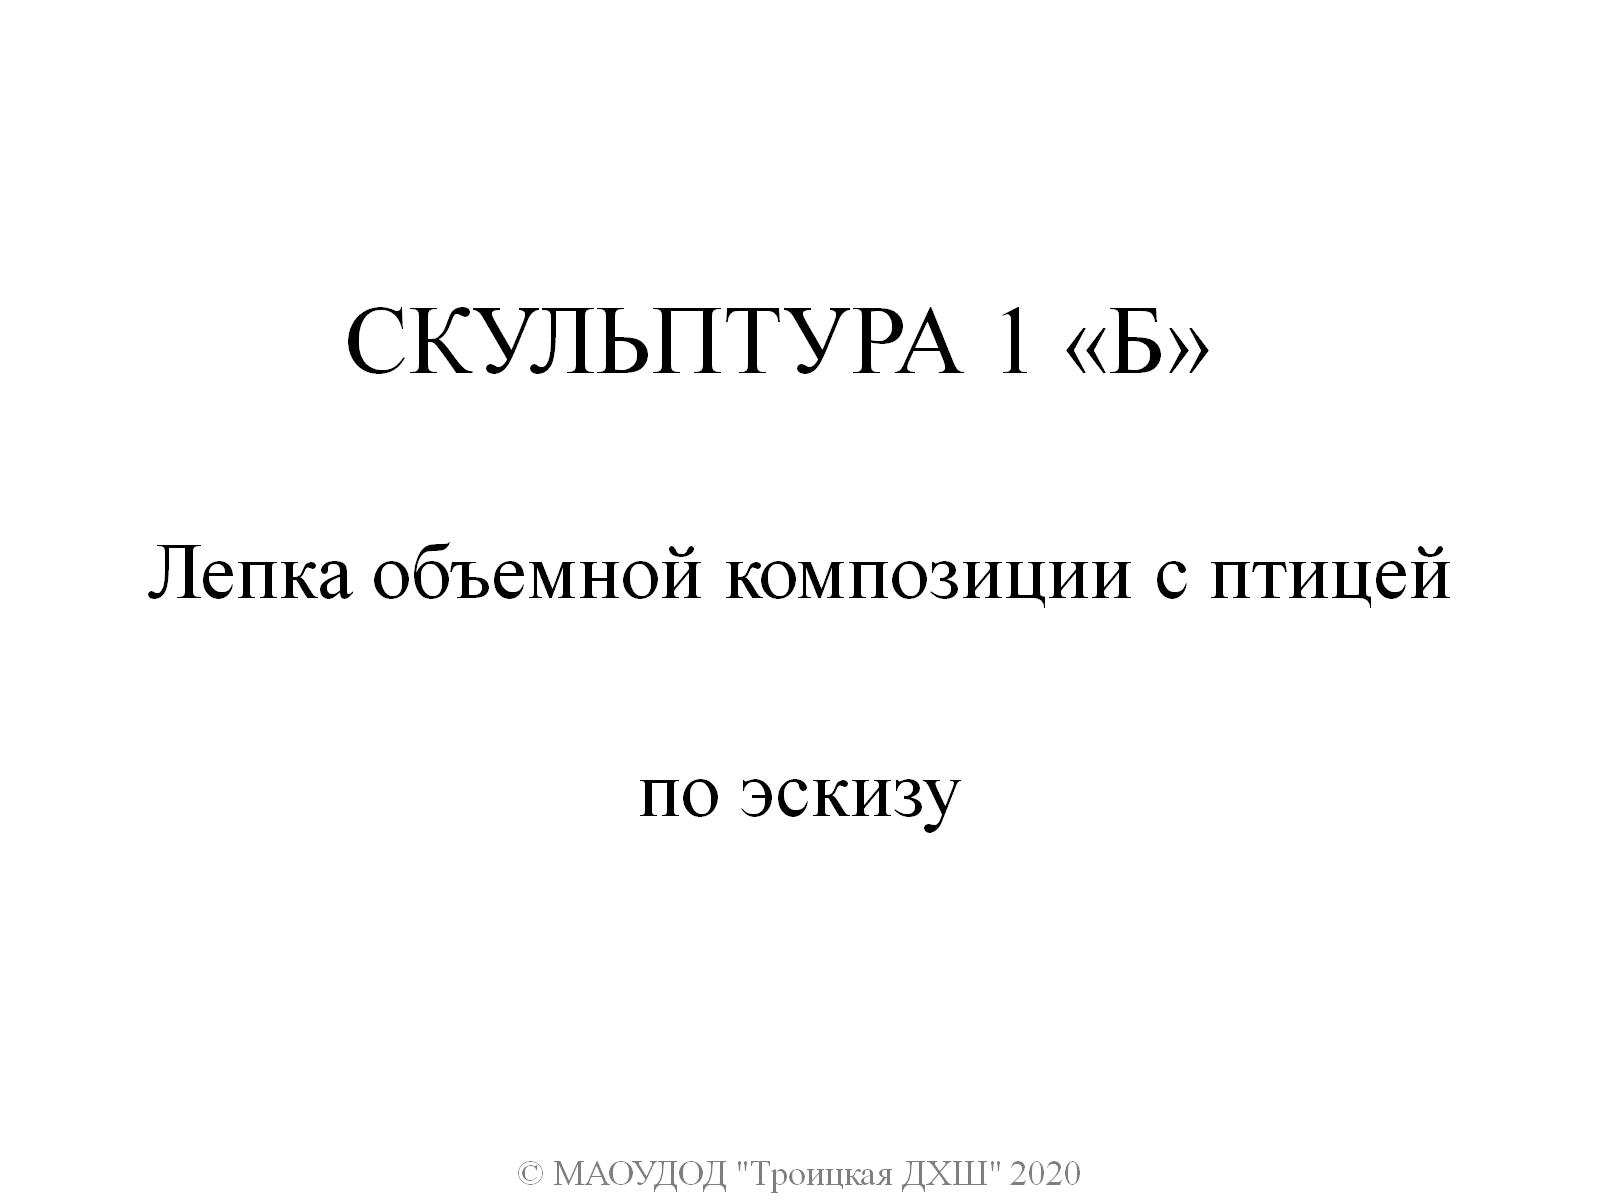 СКУЛЬПТУРА 1 «Б»
Лепка объемной композиции с птицей
по эскизу
© МАОУДОД "Троицкая ДХШ" 2020